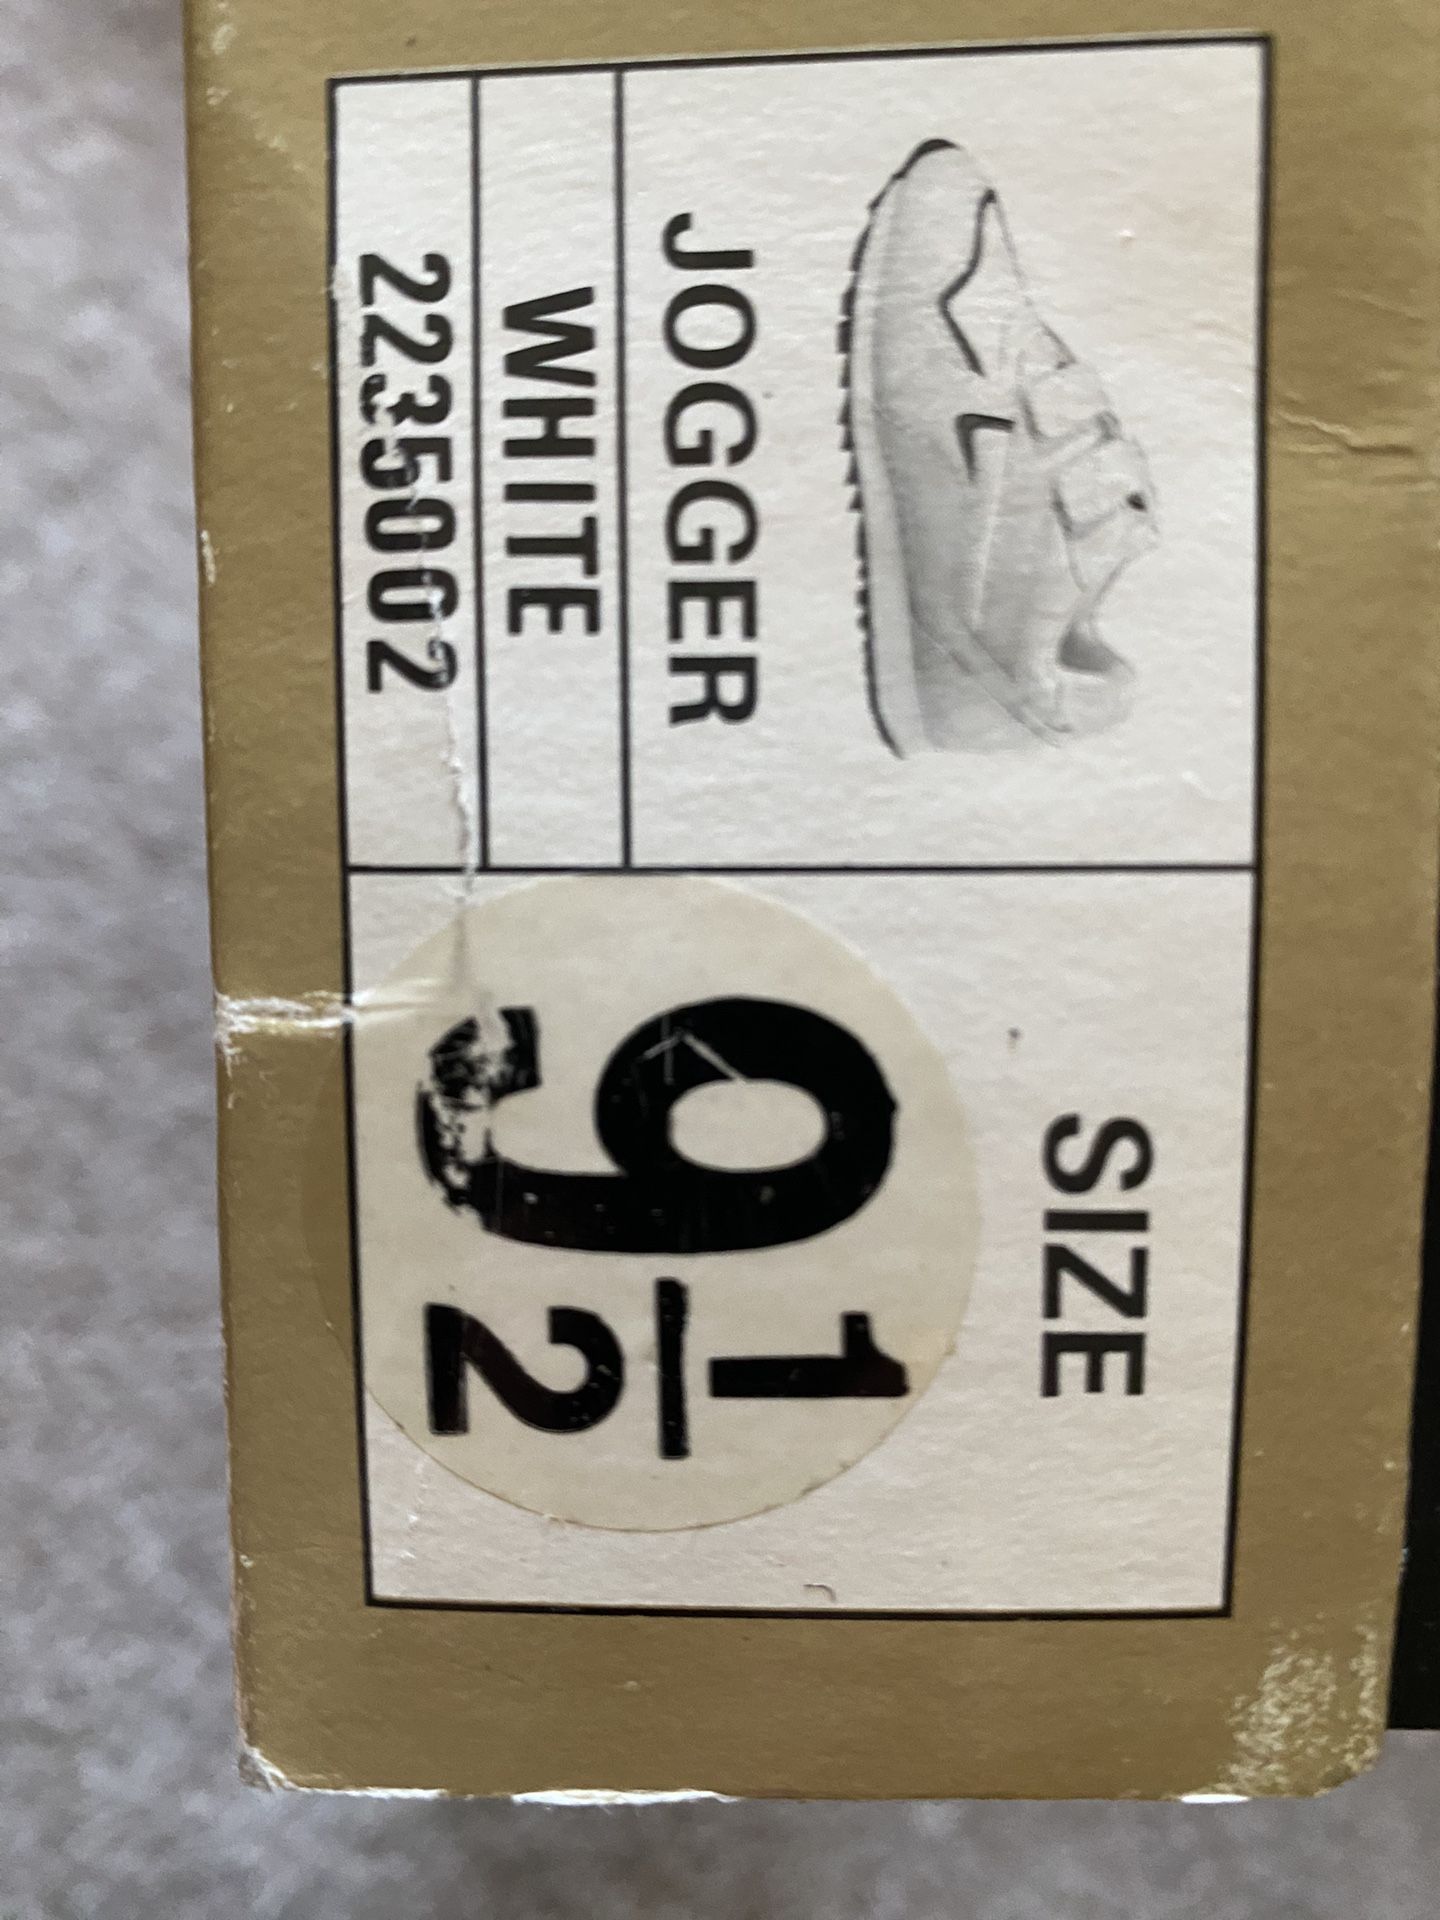 JOGGER
WHITE
2235002
SIZE
9 1/2